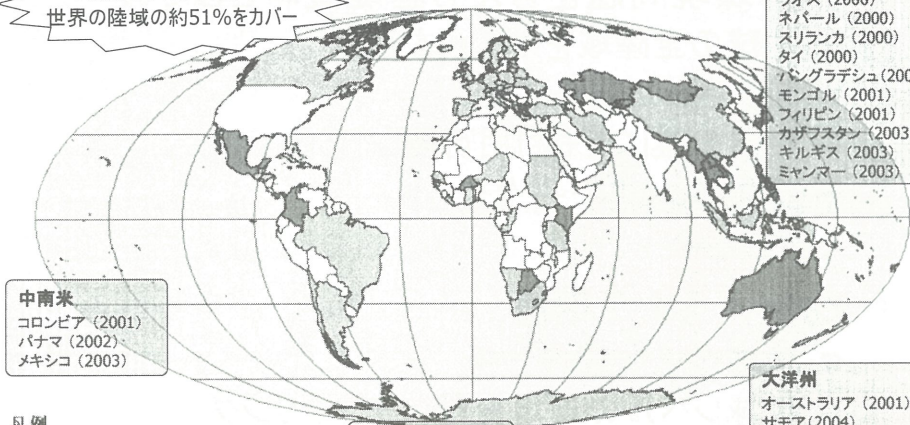 世界の陸域の約51%をカバー
ラオス（2000）
ネパール（2000）
スリランカ（2000）
タイ（2000）
バングラデシュ（200
モンゴル（2001）
フィリピン（2001）
カザフスタン（2003
キルギス（2003）
ミャンマー（2003）
中南米
コロンビア（2001）
パナマ（2002）
メキシコ（2003）
大洋州
オーストラリア（2001）
サモア（2004）
凡例